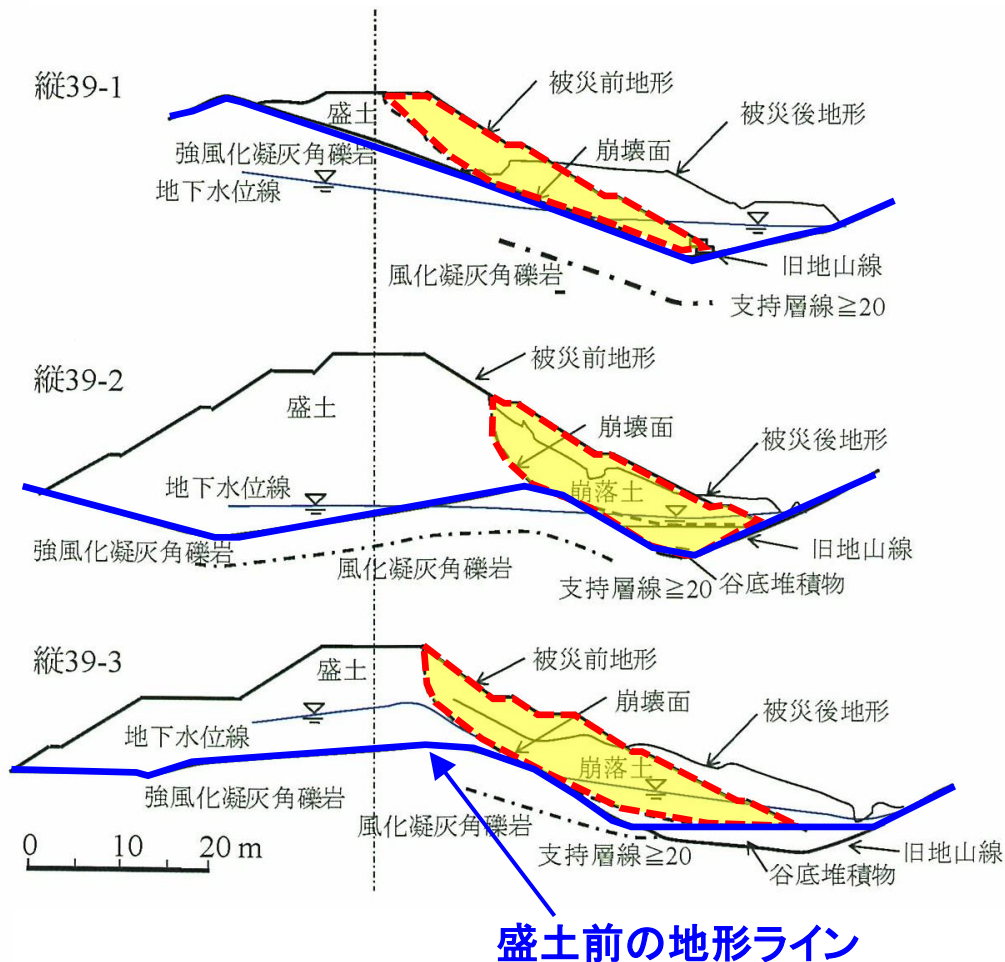 縦39-1
被災前地形
被災後地形
盛土
崩壊面
強風化凝灰角礫岩
地下水位線
旧地山線
風化凝灰角礫岩
支持層線≧20
縦39-2
被災前地形
盛土
崩壊面
被災後地形
地下水位線
崩落土
強風化凝灰角礫岩
旧地山線
風化凝灰角礫岩
支持層線≧20
谷底堆積物
縦39-3
盛土
被災前地形
崩壊面
被災後地形
地下水位線
崩落土
強風化凝灰角礫岩
風化凝灰角礫岩
支持層線≧20
旧地山線
谷底堆積物
0 10 20 m
盛土前の地形ライン